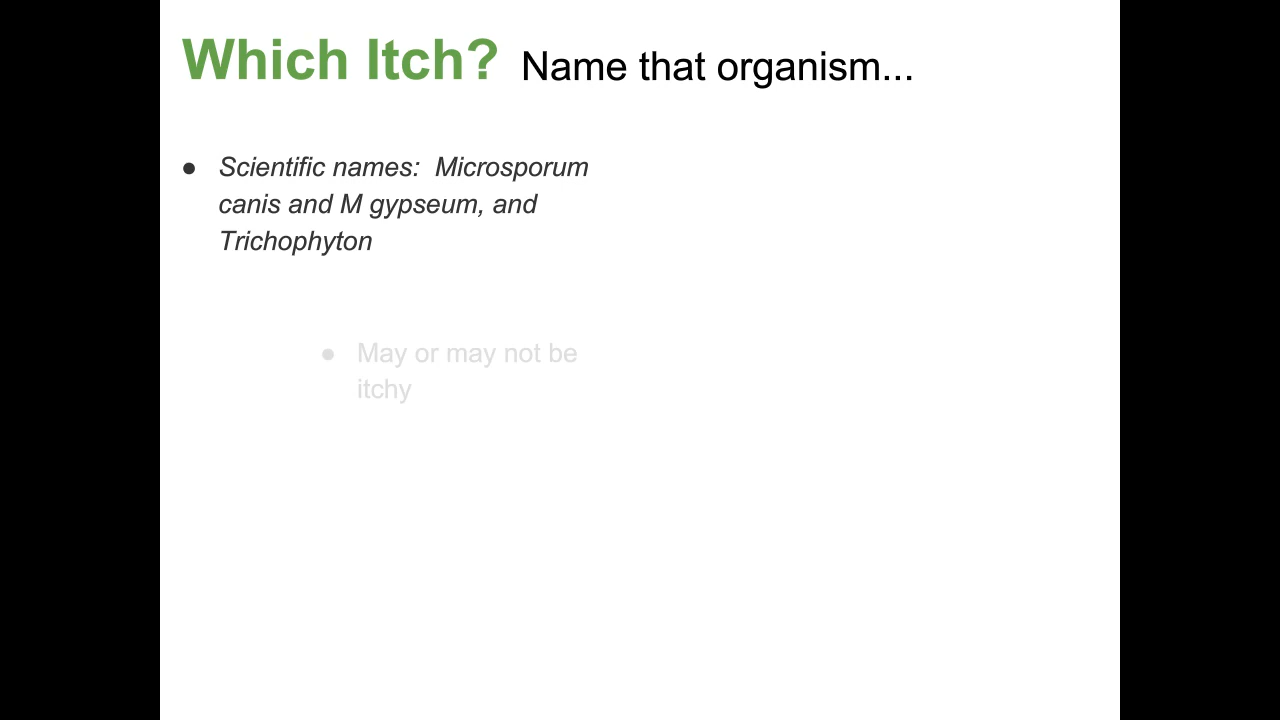 Which Itch? Name that organism...
● Scientific names: Microsporum
canis and M gypseum, and
Trichophyton
● May or may not be
itchy